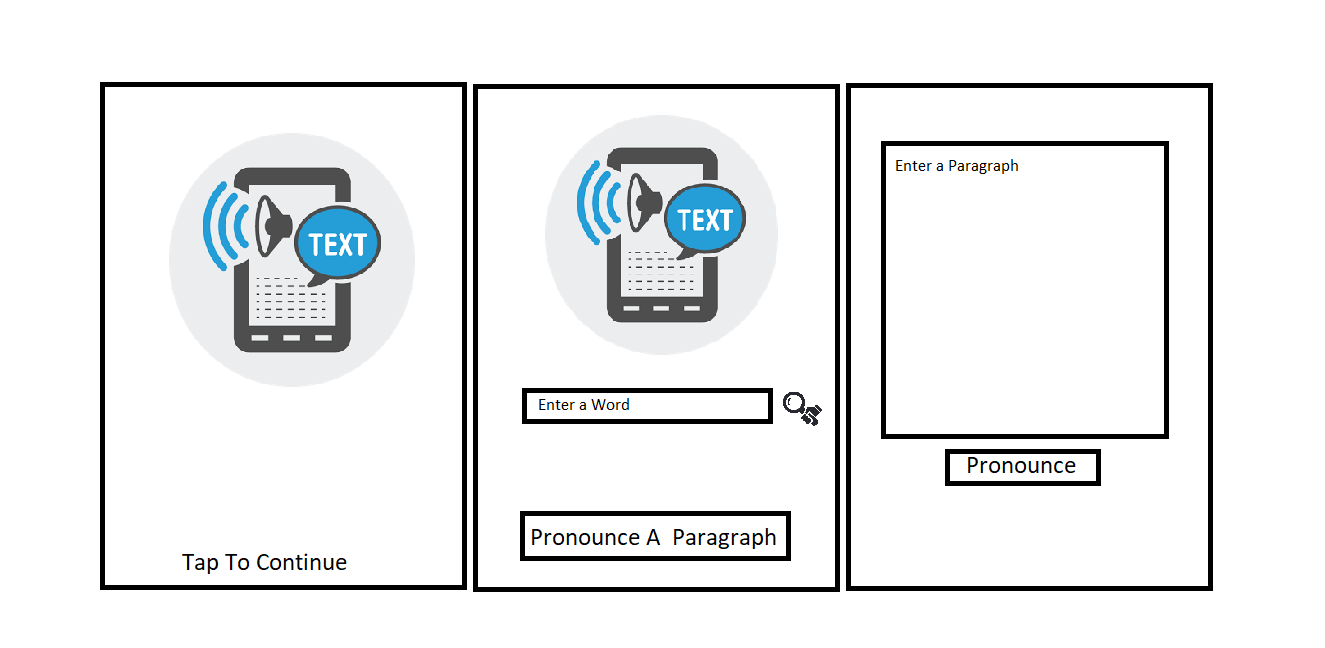 TEXT
Tap To Continue
TEXT
Enter a Word
Pronounce A Paragraph
Enter a Paragraph
Pronounce